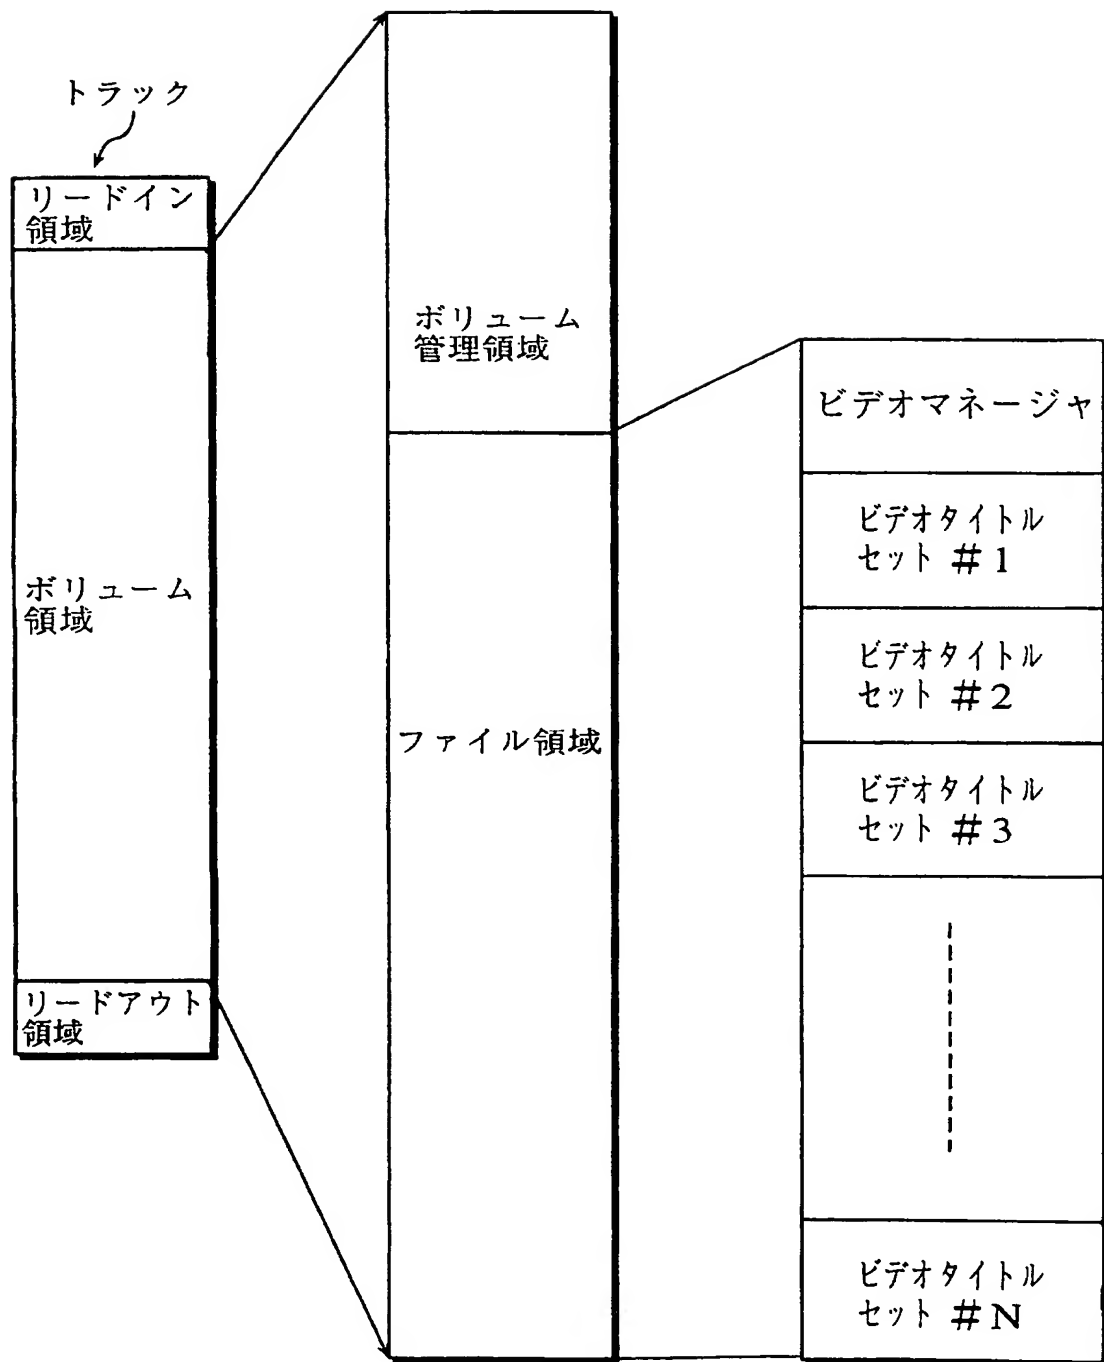 トラック
リードイン
領域
ボリューム
領域
リードアウト
領域
ボリューム
管理領域
ファイル領域
ビデオマネージャ
ビデオタイトル
セット #1
ビデオタイトル
セット #2
ビデオタイトル
セット #3
ビデオタイトル
セット #N